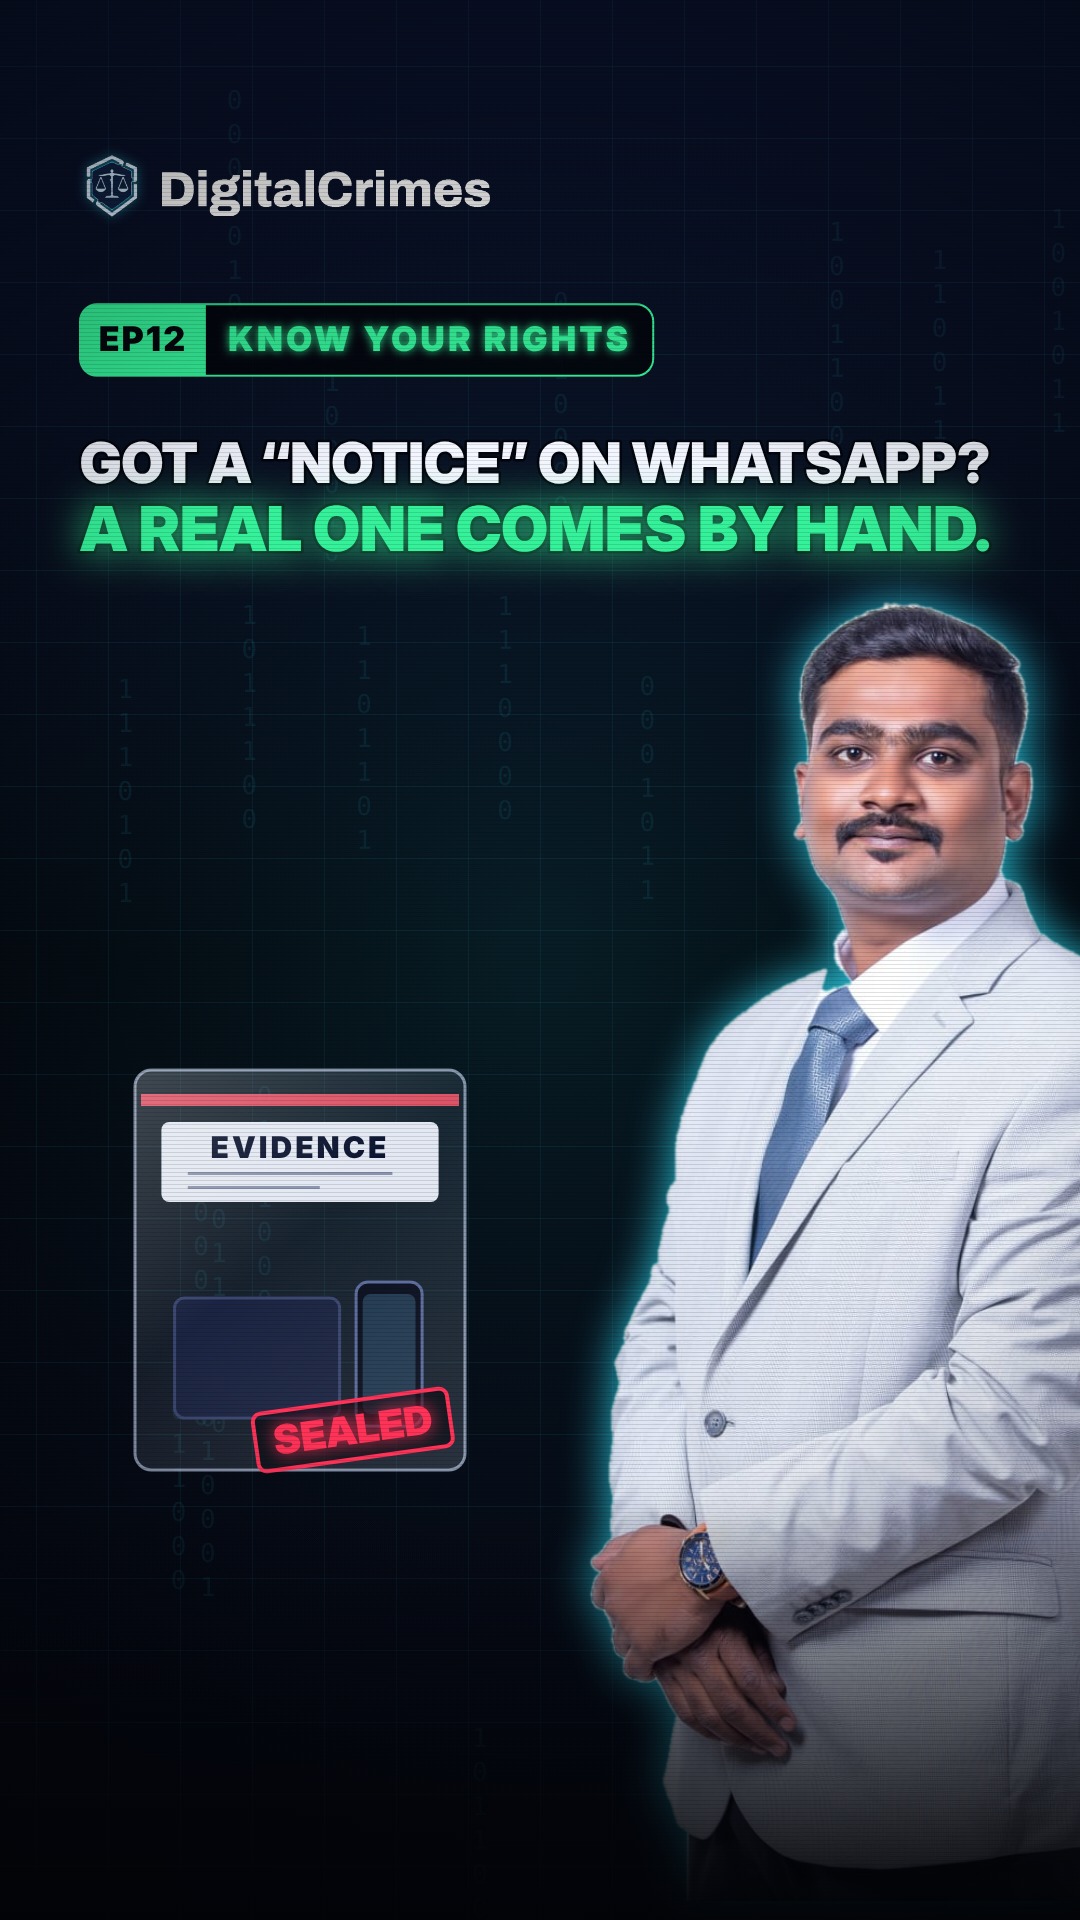 DigitalCrimes
EP12 KNOW YOUR RIGHTS
GOT A “NOTICE” ON WHATSAPP?
A REAL ONE COMES BY HAND.
EVIDENCE
SEALED